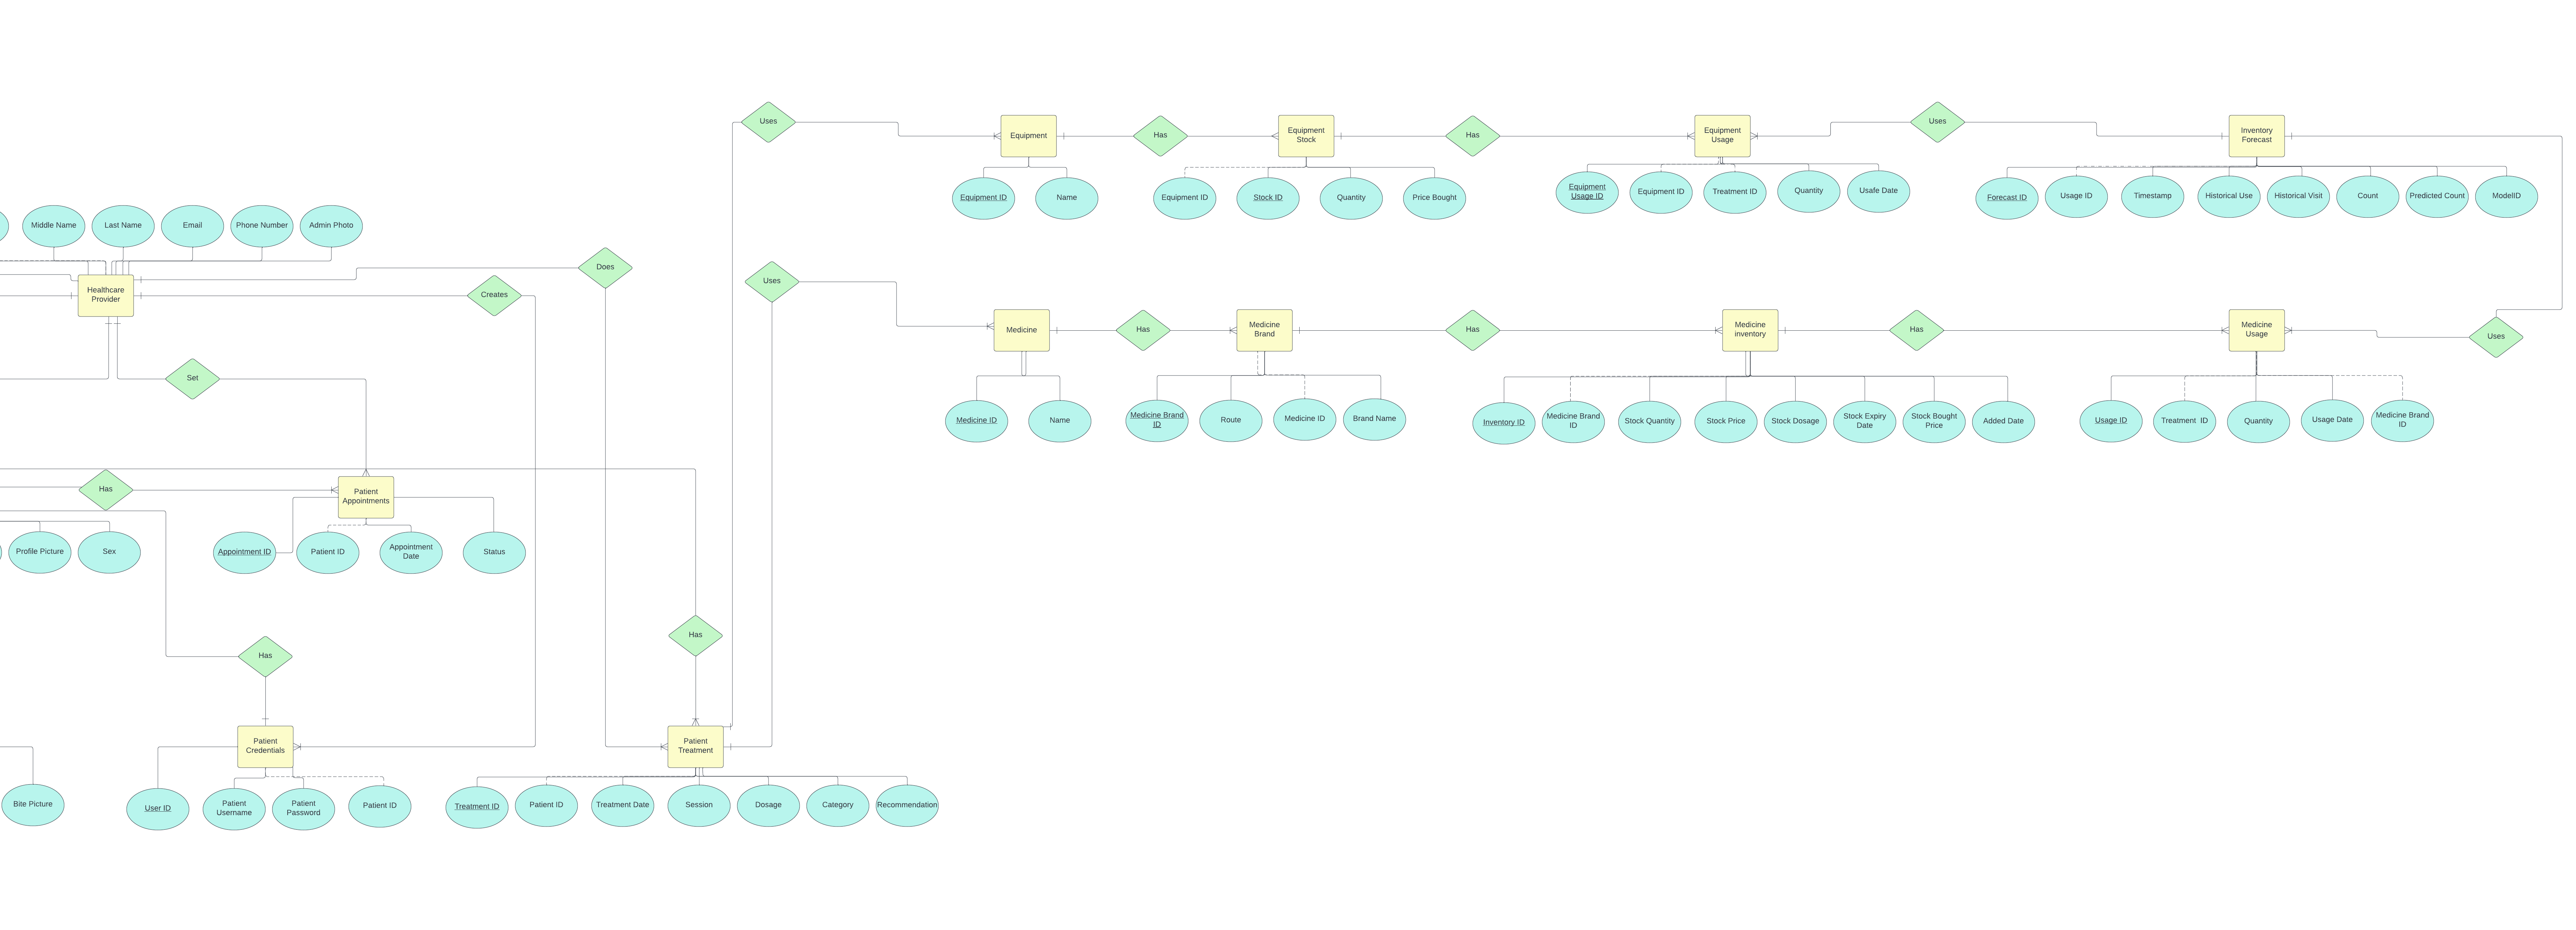 Uses
Equipment
Has
Equipment
Stock
Has
Equipment
Usage
Uses
Inventory
Forecast
Equipment ID
Name
Equipment ID
Stock ID
Quantity
Price Bought
Equipment
Usage ID
Equipment ID
Treatment ID
Quantity
Usafe Date
Forecast ID
Usage ID
Timestamp
Historical Use
Historical Visit
Count
Predicted Count
ModelID
Middle Name
Last Name
Email
Phone Number
Admin Photo
Does
Uses
Healthcare
Provider
Creates
Medicine
Has
Medicine
Brand
Has
Medicine
inventory
Has
Medicine
Usage
Uses
Set
Medicine ID
Name
Medicine Brand
ID
Route
Medicine ID
Brand Name
Inventory ID
Medicine Brand
ID
Stock Quantity
Stock Price
Stock Dosage
Stock Expiry
Date
Stock Bought
Price
Added Date
Usage ID
Treatment  ID
Quantity
Usage Date
Medicine Brand
ID
Has
Patient
Appointments
Profile Picture
Sex
Appointment ID
Patient ID
Appointment
Date
Status
Has
Has
Patient
Credentials
Patient
Treatment
Bite Picture
User ID
Patient
Username
Patient
Password
Patient ID
Treatment ID
Patient ID
Treatment Date
Session
Dosage
Category
Recommendation